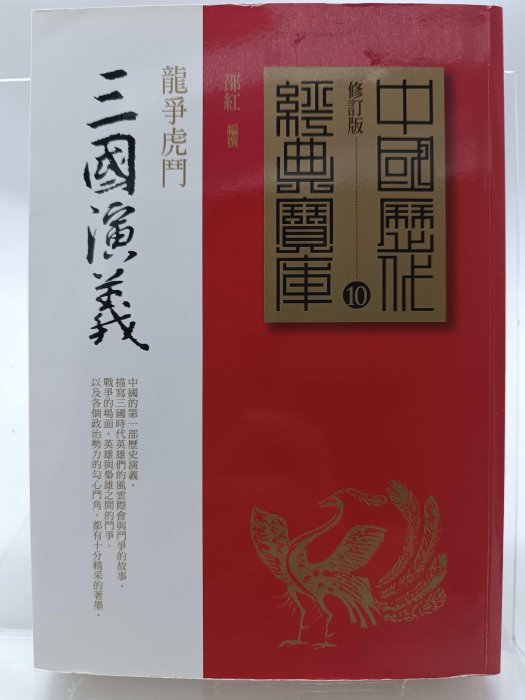 中國歷代
經典寶庫
修訂版
10
邵紅 編撰
龍爭虎鬥
三國演義
中國的第一部歷史演義，
描寫三國時代英雄們的風雲際會與鬥爭的故事，
戰爭的場面、英雄與梟雄之間的鬥爭、
以及各個政治勢力的勾心鬥角，都有十分精采的著墨。